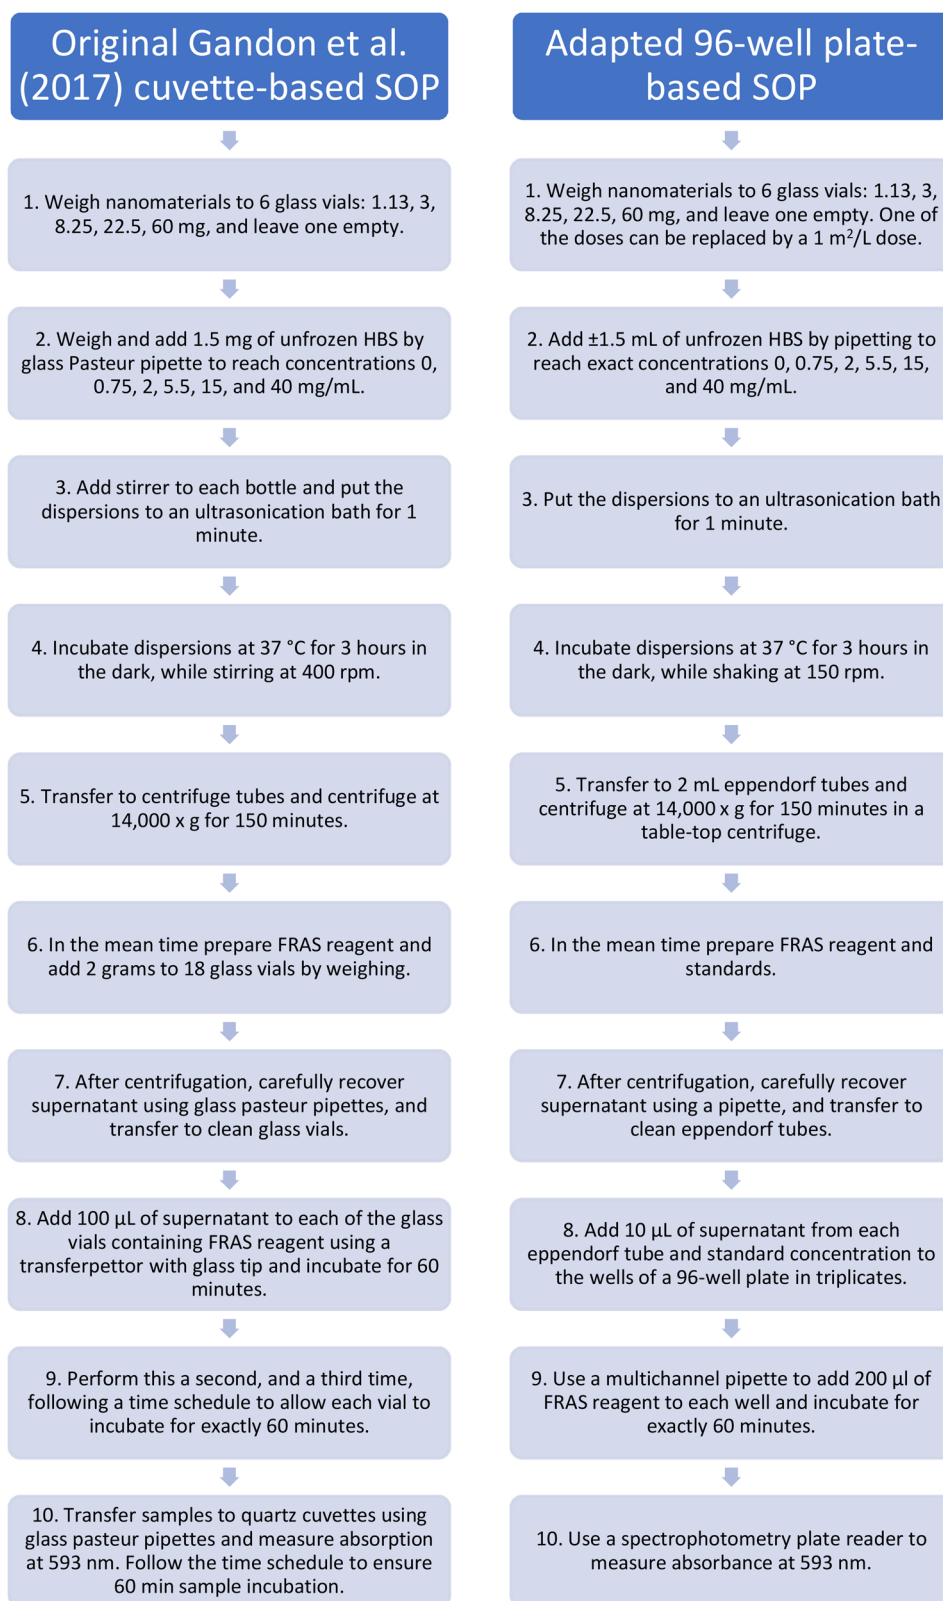 Original Gandon et al.
(2017) cuvette-based SOP
1. Weigh nanomaterials to 6 glass vials: 1.13, 3,
8.25, 22.5, 60 mg, and leave one empty.
2. Weigh and add 1.5 mg of unfrozen HBS by
glass Pasteur pipette to reach concentrations 0,
0.75, 2, 5.5, 15, and 40 mg/mL.
3. Add stirrer to each bottle and put the
dispersions to an ultrasonication bath for 1
minute.
4. Incubate dispersions at 37 °C for 3 hours in
the dark, while stirring at 400 rpm.
5. Transfer to centrifuge tubes and centrifuge at
14,000 x g for 150 minutes.
6. In the mean time prepare FRAS reagent and
add 2 grams to 18 glass vials by weighing.
7. After centrifugation, carefully recover
supernatant using glass pasteur pipettes, and
transfer to clean glass vials.
8. Add 100 µL of supernatant to each of the glass
vials containing FRAS reagent using a
transferpettor with glass tip and incubate for 60
minutes.
9. Perform this a second, and a third time,
following a time schedule to allow each vial to
incubate for exactly 60 minutes.
10. Transfer samples to quartz cuvettes using
glass pasteur pipettes and measure absorption
at 593 nm. Follow the time schedule to ensure
60 min sample incubation.
Adapted 96-well plate-
based SOP
1. Weigh nanomaterials to 6 glass vials: 1.13, 3,
8.25, 22.5, 60 mg, and leave one empty. One of
the doses can be replaced by a 1 m²/L dose.
2. Add ±1.5 mL of unfrozen HBS by pipetting to
reach exact concentrations 0, 0.75, 2, 5.5, 15,
and 40 mg/mL.
3. Put the dispersions to an ultrasonication bath
for 1 minute.
4. Incubate dispersions at 37 °C for 3 hours in
the dark, while shaking at 150 rpm.
5. Transfer to 2 mL eppendorf tubes and
centrifuge at 14,000 x g for 150 minutes in a
table-top centrifuge.
6. In the mean time prepare FRAS reagent and
standards.
7. After centrifugation, carefully recover
supernatant using a pipette, and transfer to
clean eppendorf tubes.
8. Add 10 µL of supernatant from each
eppendorf tube and standard concentration to
the wells of a 96-well plate in triplicates.
9. Use a multichannel pipette to add 200 µl of
FRAS reagent to each well and incubate for
exactly 60 minutes.
10. Use a spectrophotometry plate reader to
measure absorbance at 593 nm.